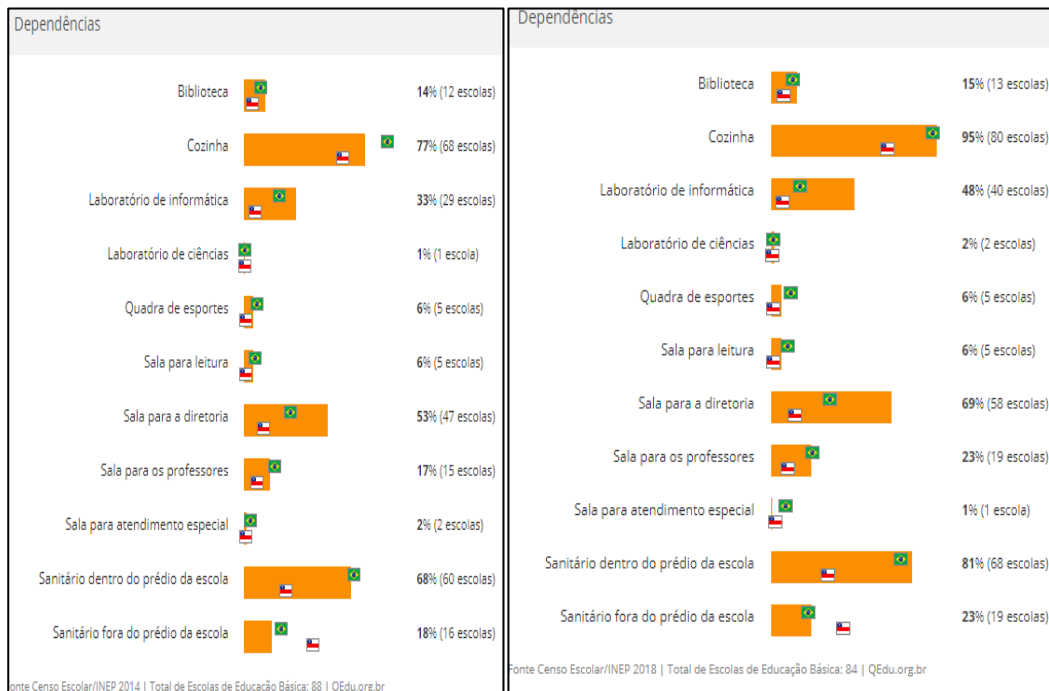 Dependências
Biblioteca 14% (12 escolas)
Cozinha 77% (68 escolas)
Laboratório de informática 33% (29 escolas)
Laboratório de ciências 1% (1 escola)
Quadra de esportes 6% (5 escolas)
Sala para leitura 6% (5 escolas)
Sala para a diretoria 53% (47 escolas)
Sala para os professores 17% (15 escolas)
Sala para atendimento especial 2% (2 escolas)
Sanitário dentro do prédio da escola 68% (60 escolas)
Sanitário fora do prédio da escola 18% (16 escolas)
onte Censo Escolar/INEP 2014 | Total de Escolas de Educação Básica: 88 | QEdu.org.br
Dependências
Biblioteca 15% (13 escolas)
Cozinha 95% (80 escolas)
Laboratório de informática 48% (40 escolas)
Laboratório de ciências 2% (2 escolas)
Quadra de esportes 6% (5 escolas)
Sala para leitura 6% (5 escolas)
Sala para a diretoria 69% (58 escolas)
Sala para os professores 23% (19 escolas)
Sala para atendimento especial 1% (1 escola)
Sanitário dentro do prédio da escola 81% (68 escolas)
Sanitário fora do prédio da escola 23% (19 escolas)
Fonte Censo Escolar/INEP 2018 | Total de Escolas de Educação Básica: 84 | QEdu.org.br